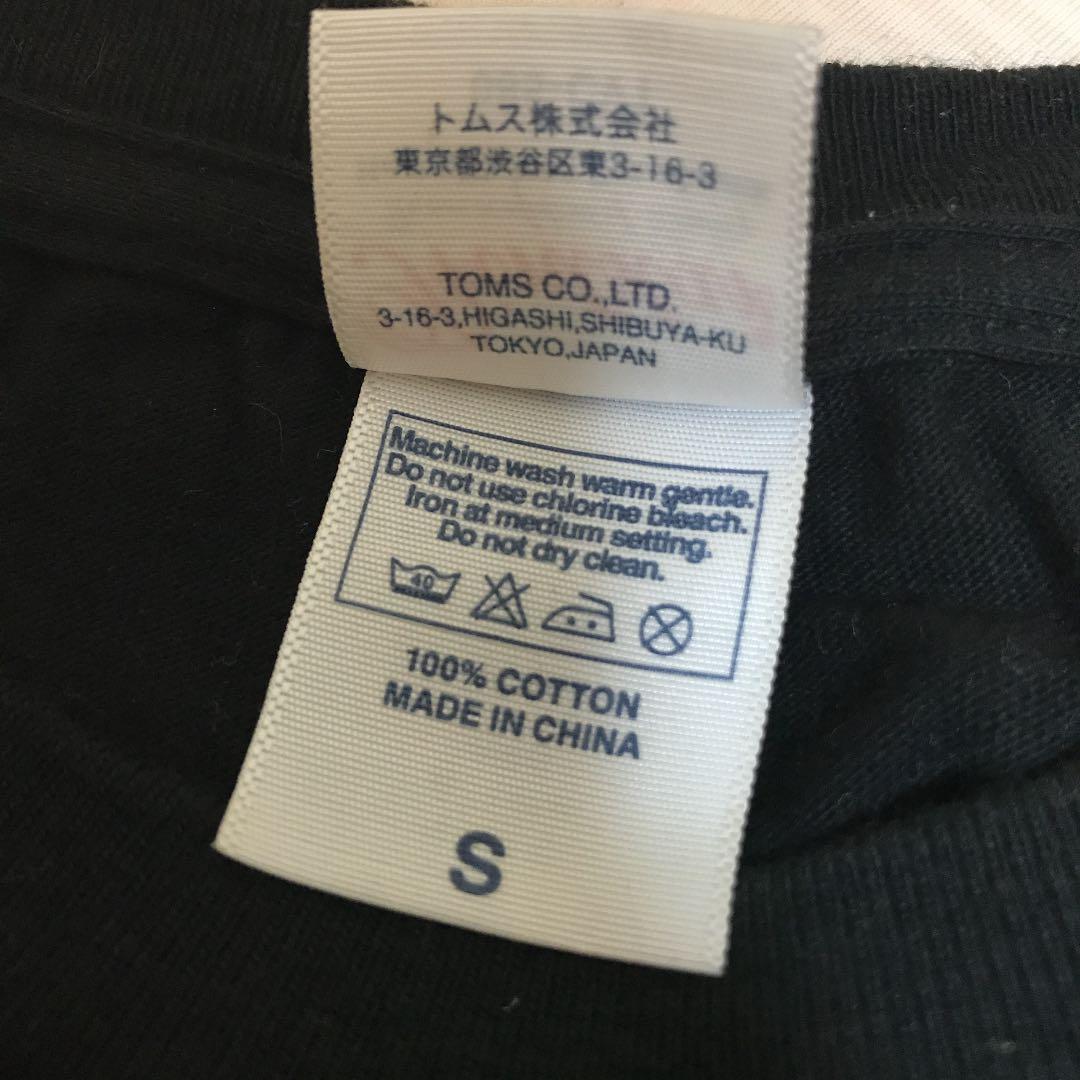 トムス株式会社
東京都渋谷区東3-16-3
TOMS CO.,LTD.
3-16-3,HIGASHI,SHIBUYA-KU
TOKYO,JAPAN
Machine wash warm gentle.
Do not use chlorine bleach.
Iron at medium setting.
Do not dry clean.
40
100% COTTON
MADE IN CHINA
S